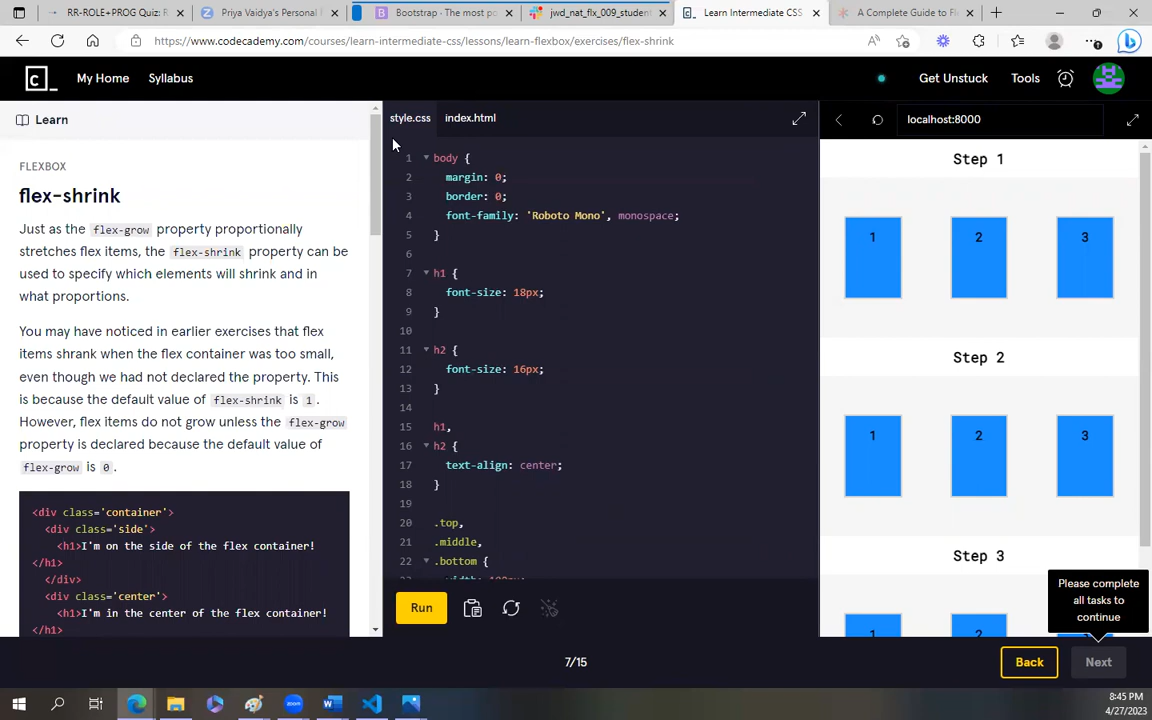 RR-ROLE+PROG Quiz: R
Priya Vaidya's Personal
Bootstrap · The most po
jwd_nat_flx_009_student
Learn Intermediate CSS
A Complete Guide to Fl
https://www.codecademy.com/courses/learn-intermediate-css/lessons/learn-flexbox/exercises/flex-shrink
My Home
Syllabus
Get Unstuck
Tools
Learn
FLEXBOX
flex-shrink
Just as the flex-grow property proportionally
stretches flex items, the flex-shrink property can be
used to specify which elements will shrink and in
what proportions.
You may have noticed in earlier exercises that flex
items shrank when the flex container was too small,
even though we had not declared the property. This
is because the default value of flex-shrink is 1.
However, flex items do not grow unless the flex-grow
property is declared because the default value of
flex-grow is 0.
<div class='container'>
<div class='side'>
<h1>I'm on the side of the flex container!
</h1>
</div>
<div class='center'>
<h1>I'm in the center of the flex container!
</h1>
style.css
index.html
1 body {
2 margin: 0;
3 border: 0;
4 font-family: 'Roboto Mono', monospace;
5 }
6
7 h1 {
8 font-size: 18px;
9 }
10
11 h2 {
12 font-size: 16px;
13 }
14
15 h1,
16 h2 {
17 text-align: center;
18 }
19
20 .top,
21 .middle,
22 .bottom {
Run
localhost:8000
Step 1
1 2 3
Step 2
1 2 3
Step 3
1 2
Please complete
all tasks to
continue
7/15
Back
Next
8:45 PM
4/27/2023